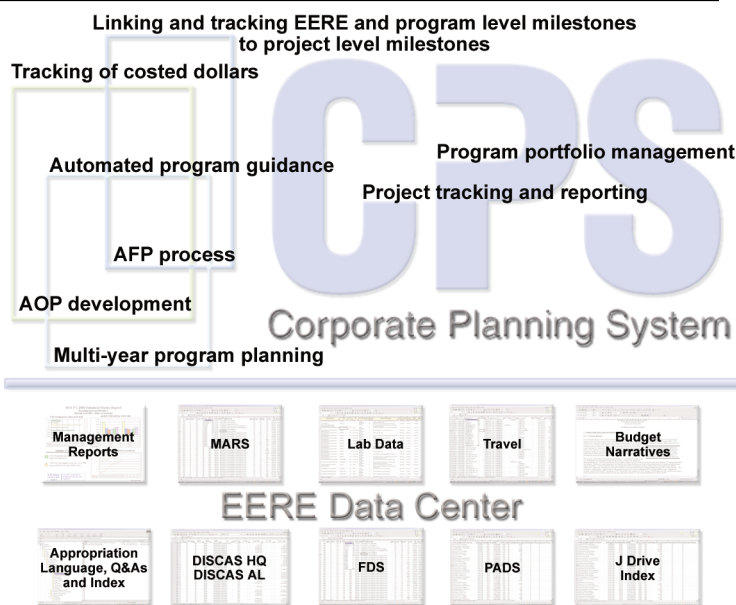 Linking and tracking EERE and program level milestones
to project level milestones
Tracking of costed dollars
CPS
Program portfolio management
Automated program guidance
Project tracking and reporting
AFP process
AOP development
Corporate Planning System
Multi-year program planning
Management
Reports
MARS
Lab Data
Travel
Budget
Narratives
EERE Data Center
Appropriation
Language, Q&As
and Index
DISCAS HQ
DISCAS AL
FDS
PADS
J Drive
Index